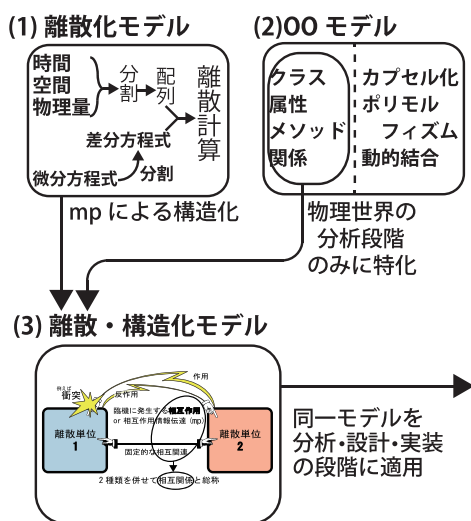 (1) 離散化モデル
時間
空間
物理量
分割
配列
離散計算
差分方程式
微分方程式
分割
(2)OO モデル
クラス
属性
メソッド
関係
カプセル化
ポリモル
フィズム
動的結合
mp による構造化
物理世界の
分析段階
のみに特化
(3) 離散・構造化モデル
作用
例えば
衝突
反作用
臨機に発生する相互作用
or 相互作用情報伝達 (mp)
離散単位
1
離散単位
2
固定的な相互関連
2 種類を併せて相互関係と総称
同一モデルを
分析・設計・実装
の段階に適用